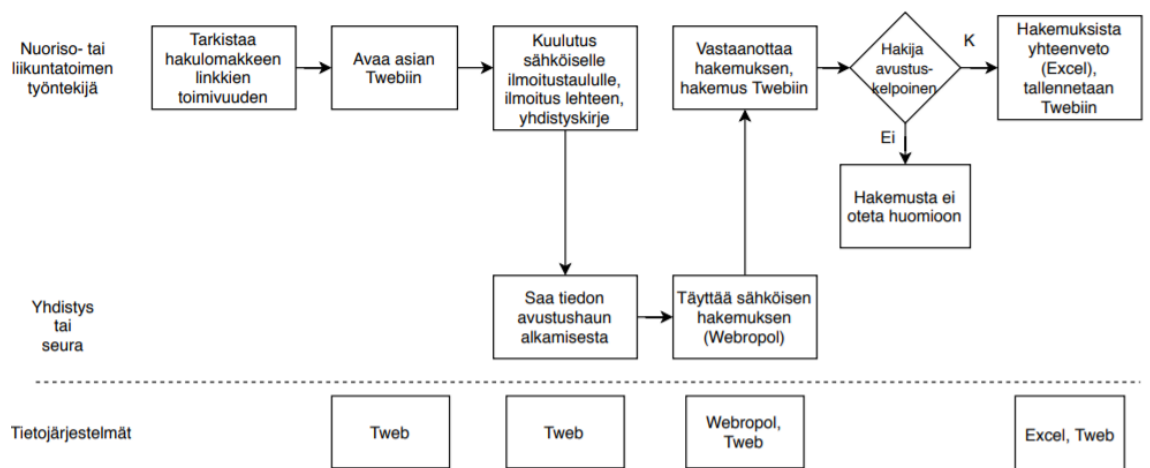 Nuoriso- tai
liikuntatoimen
työntekijä
Tarkistaa
hakulomakkeen
linkkien
toimivuuden
Avaa asian
Twebiin
Kuulutus
sähköiselle
ilmoitustaululle,
ilmoitus lehteen,
yhdistyskirje
Vastaanottaa
hakemuksen,
hakemus Twebiin
Hakija
avustus-
kelpoinen
K
Hakemuksista
yhteenveto
(Excel),
tallennetaan
Twebiin
Ei
Hakemusta ei
oteta huomioon
Yhdistys
tai
seura
Saa tiedon
avustushaun
alkamisesta
Täyttää sähköisen
hakemuksen
(Webropol)
Tietojärjestelmät
Tweb
Tweb
Webropol,
Tweb
Excel, Tweb